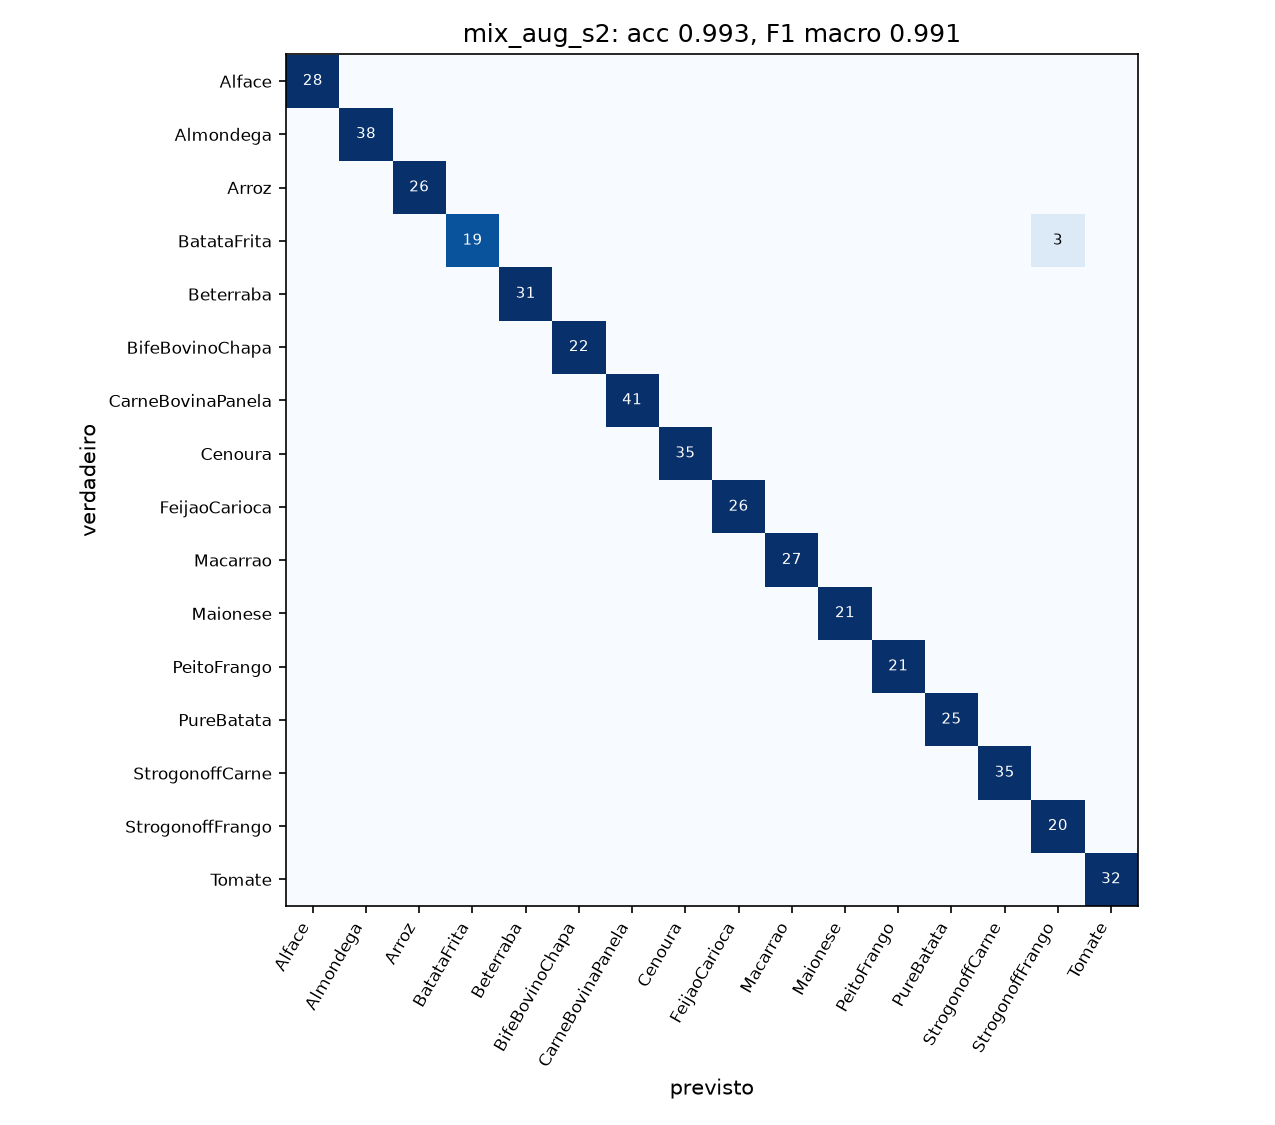 mix_aug_s2: acc 0.993, F1 macro 0.991
verdadeiro
Alface 28
Almondega 38
Arroz 26
BatataFrita 19 3
Beterraba 31
BifeBovinoChapa 22
CarneBovinaPanela 41
Cenoura 35
FeijaoCarioca 26
Macarrao 27
Maionese 21
PeitoFrango 21
PureBatata 25
StrogonoffCarne 35
StrogonoffFrango 20
Tomate 32
Alface
Almondega
Arroz
BatataFrita
Beterraba
BifeBovinoChapa
CarneBovinaPanela
Cenoura
FeijaoCarioca
Macarrao
Maionese
PeitoFrango
PureBatata
StrogonoffCarne
StrogonoffFrango
Tomate
previsto